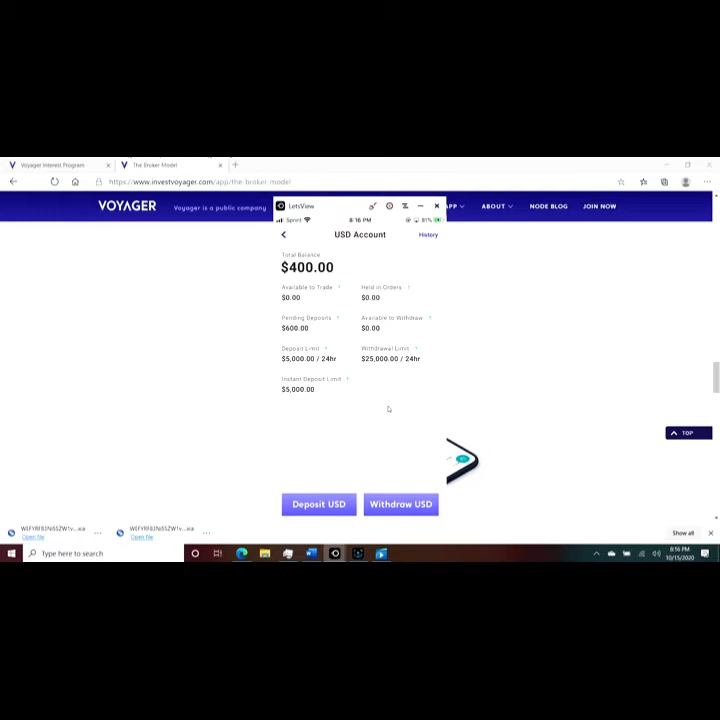 Voyager Interest Program
The Broker Model
https://www.investvoyager.com/app/the-broker-model
VOYAGER Voyager is a public company
ABOUT NODE BLOG JOIN NOW
LetsView
Sprint 8:16 PM 81%
USD Account History
Total Balance
$400.00
Available to Trade Held in Orders
$0.00 $0.00
Pending Deposits Available to Withdraw
$600.00 $0.00
Deposit Limit Withdrawal Limit
$5,000.00 / 24hr $25,000.00 / 24hr
Instant Deposit Limit
$5,000.00
TOP
Deposit USD Withdraw USD
Open file Open file
Show all
Type here to search
8:16 PM
10/15/2020